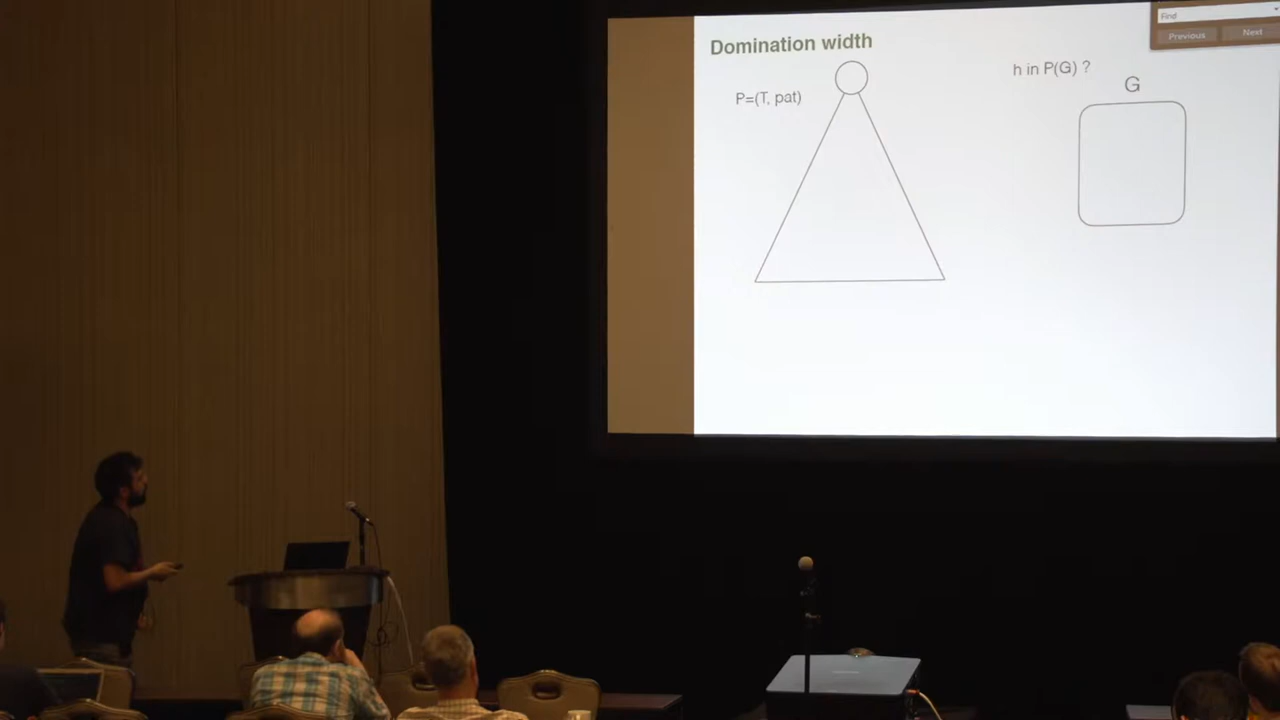 Domination width
P=(T, pat)
h in P(G) ?
G
Find
Previous
Next